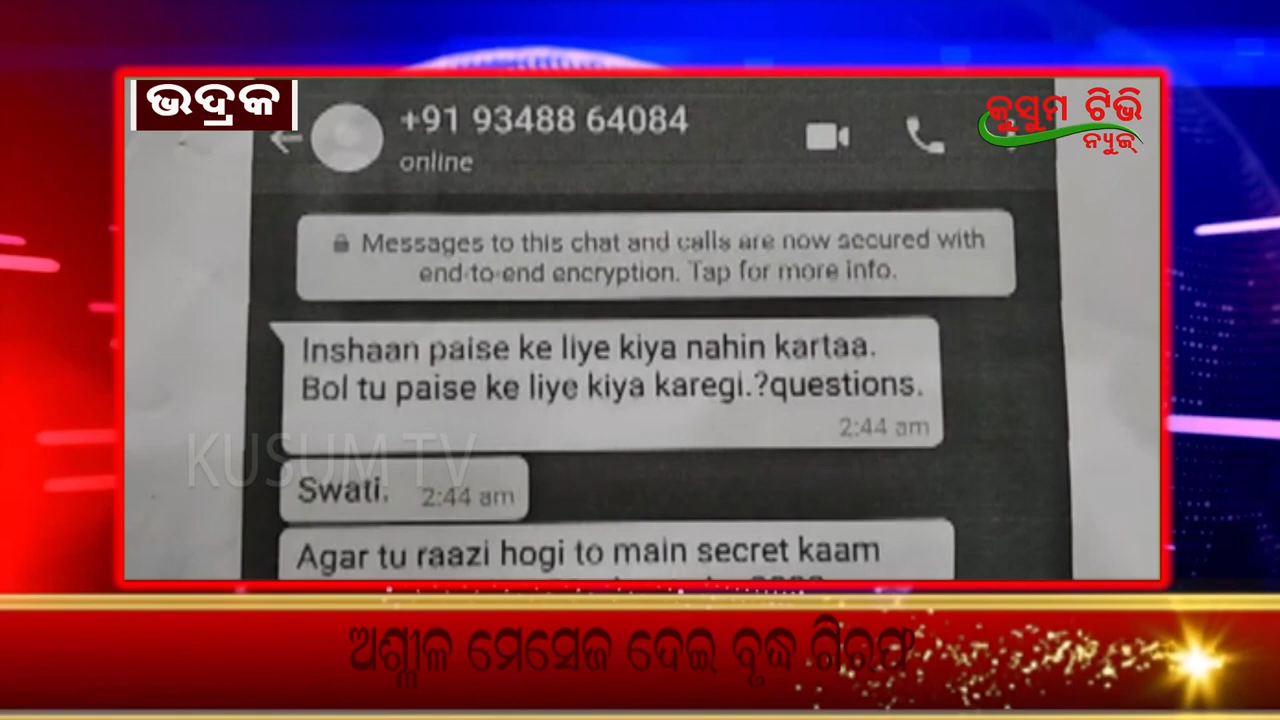 ଭଦ୍ରକ
+91 93488 64084
online
କୁସୁମ ଟିଭି
ନ୍ୟୁଜ୍
Messages to this chat and calls are now secured with
end-to-end encryption. Tap for more info.
Inshaan paise ke liye kiya nahin kartaa.
Bol tu paise ke liye kiya karegi.?questions.
2:44 am
KUSUM TV
Swati. 2:44 am
Agar tu raazi hogi to main secret kaam
ଅଶ୍ଳୀଳ ମେସେଜ ଦେଇ ବୃଦ୍ଧ ଗିରଫ